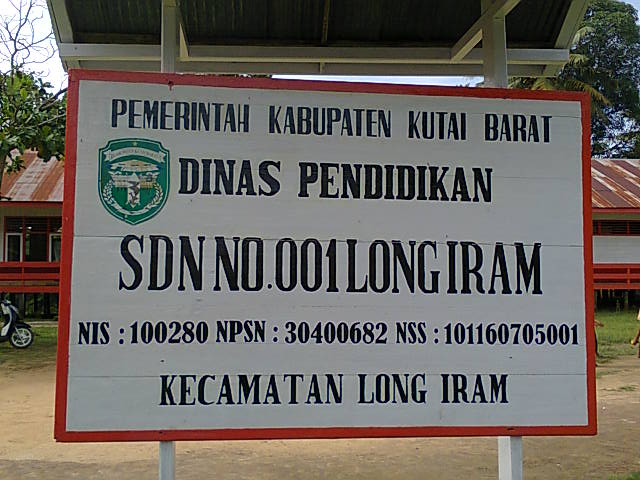 PEMERINTAH KABUPATEN KUTAI BARAT
DINAS PENDIDIKAN
SDN NO.001 LONG IRAM
NIS : 100280 NPSN : 30400682 NSS : 101160705001
KECAMATAN LONG IRAM